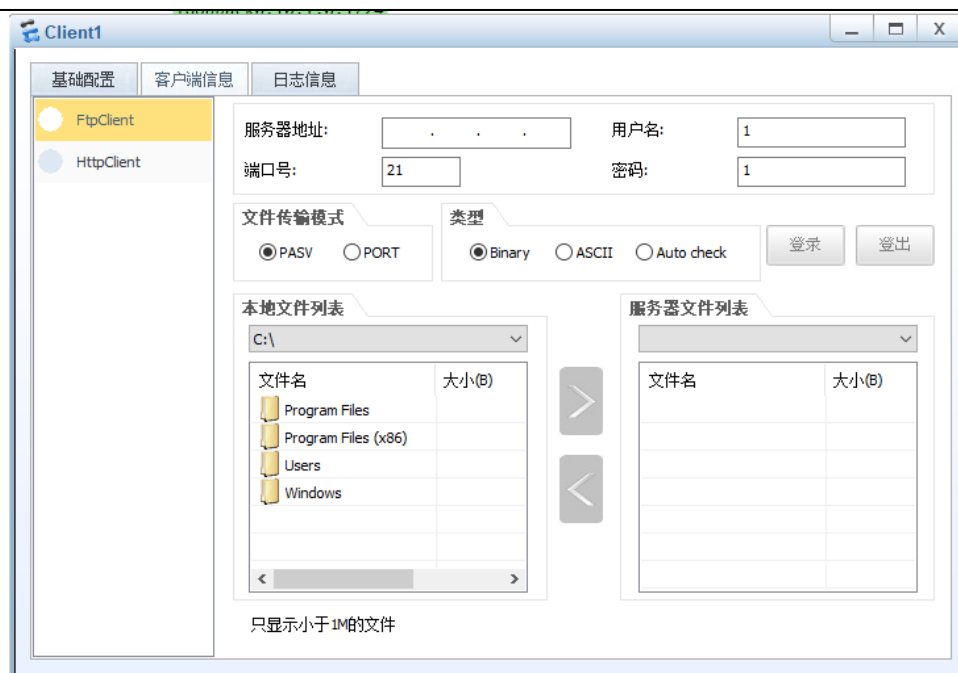 Client1
基础配置 客户端信息 日志信息
FtpClient
HttpClient
服务器地址: . . . 用户名: 1
端口号: 21 密码: 1
文件传输模式 类型
PASV PORT Binary ASCII Auto check 登录 登出
本地文件列表 服务器文件列表
C:\
文件名 大小(B) 文件名 大小(B)
Program Files
Program Files (x86)
Users
Windows
只显示小于1M的文件